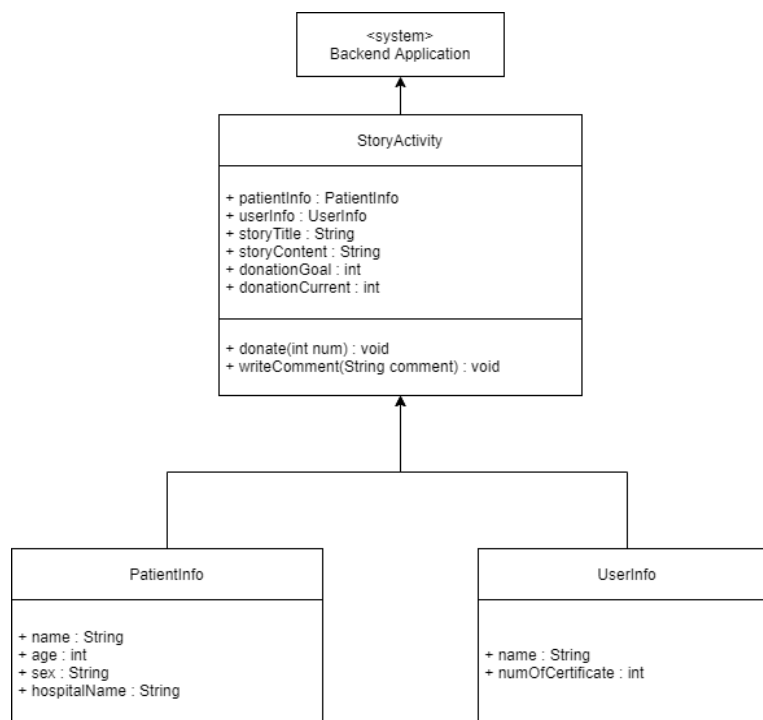 <system>
Backend Application
StoryActivity
+ patientInfo : PatientInfo
+ userInfo : UserInfo
+ storyTitle : String
+ storyContent : String
+ donationGoal : int
+ donationCurrent : int
+ donate(int num) : void
+ writeComment(String comment) : void
PatientInfo
+ name : String
+ age : int
+ sex : String
+ hospitalName : String
UserInfo
+ name : String
+ numOfCertificate : int